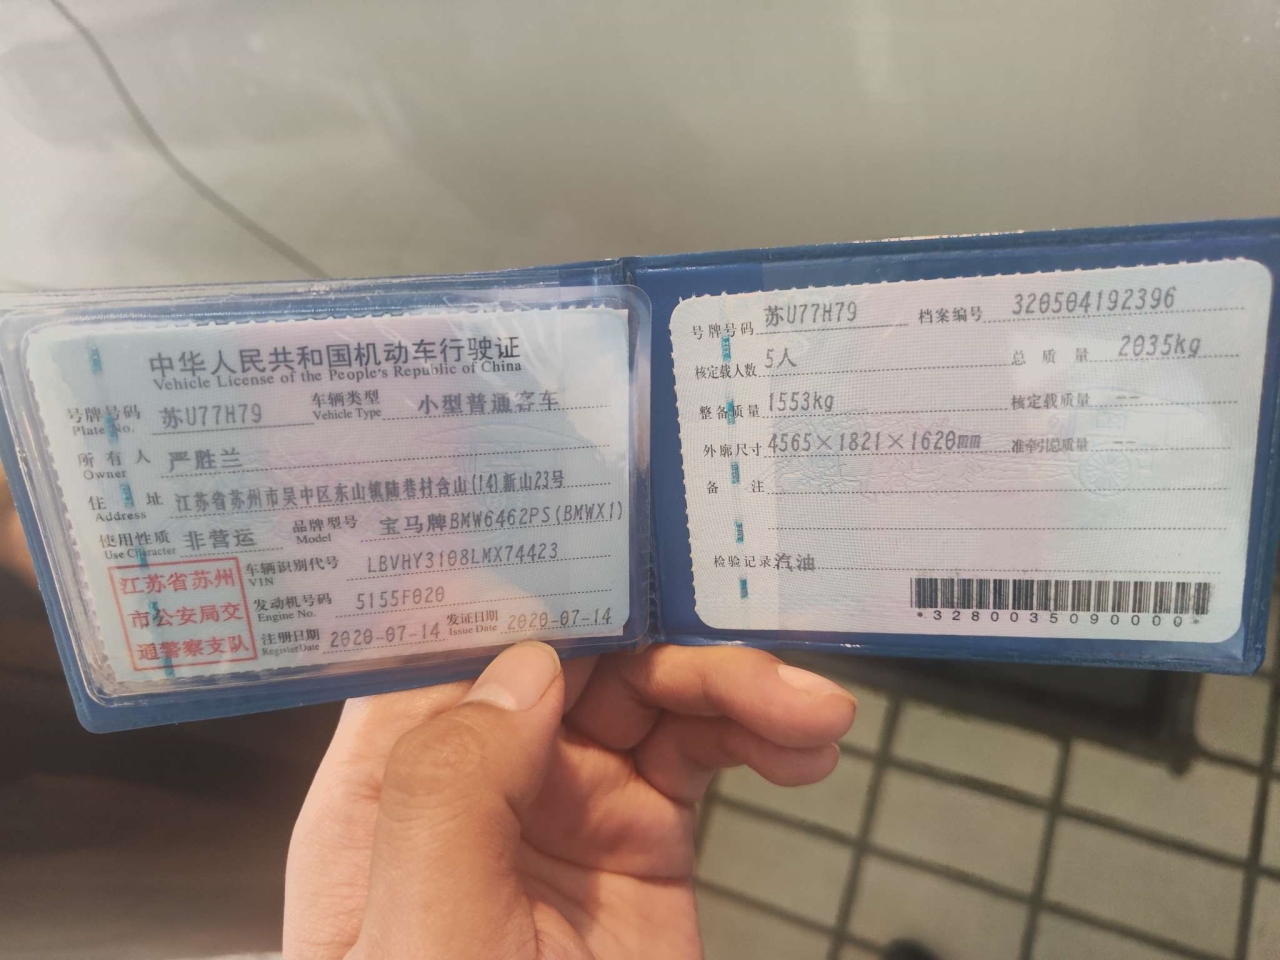 中华人民共和国机动车行驶证
Vehicle License of the People's Republic of China
号牌号码 苏U77H79 车辆类型 小型普通客车
Plate No. Vehicle Type
所有人 严胜兰
Owner
住址 江苏省苏州市吴中区东山镇陆巷村含山(14)新山23号
Address
使用性质 非营运 品牌型号 宝马牌BMW6462PS(BMWX1)
Use Character Model
江苏省苏州
市公安局交
通警察支队
车辆识别代号 LBVHY3108LMX74423
VIN
发动机号码 5155F020
Engine No.
注册日期 2020-07-14 发证日期 2020-07-14
Register Date Issue Date
号牌号码 苏U77H79 档案编号 320504192396
核定载人数 5人 总质量 2035kg
整备质量 1553kg 核定载质量 --
外廓尺寸 4565×1821×1620mm 准牵引总质量 --
备注
检验记录 汽油
*3280035090000*